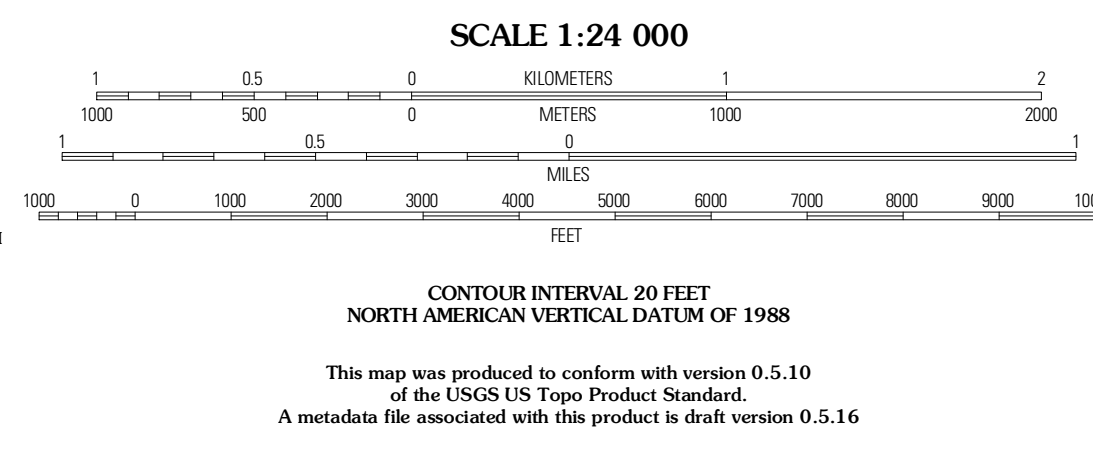 SCALE 1:24 000
1 0.5 0 KILOMETERS 1 2
1000 500 0 METERS 1000 2000
1 0.5 0 1
MILES
1000 0 1000 2000 3000 4000 5000 6000 7000 8000 9000
FEET
CONTOUR INTERVAL 20 FEET
NORTH AMERICAN VERTICAL DATUM OF 1988
This map was produced to conform with version 0.5.10
of the USGS US Topo Product Standard.
A metadata file associated with this product is draft version 0.5.16